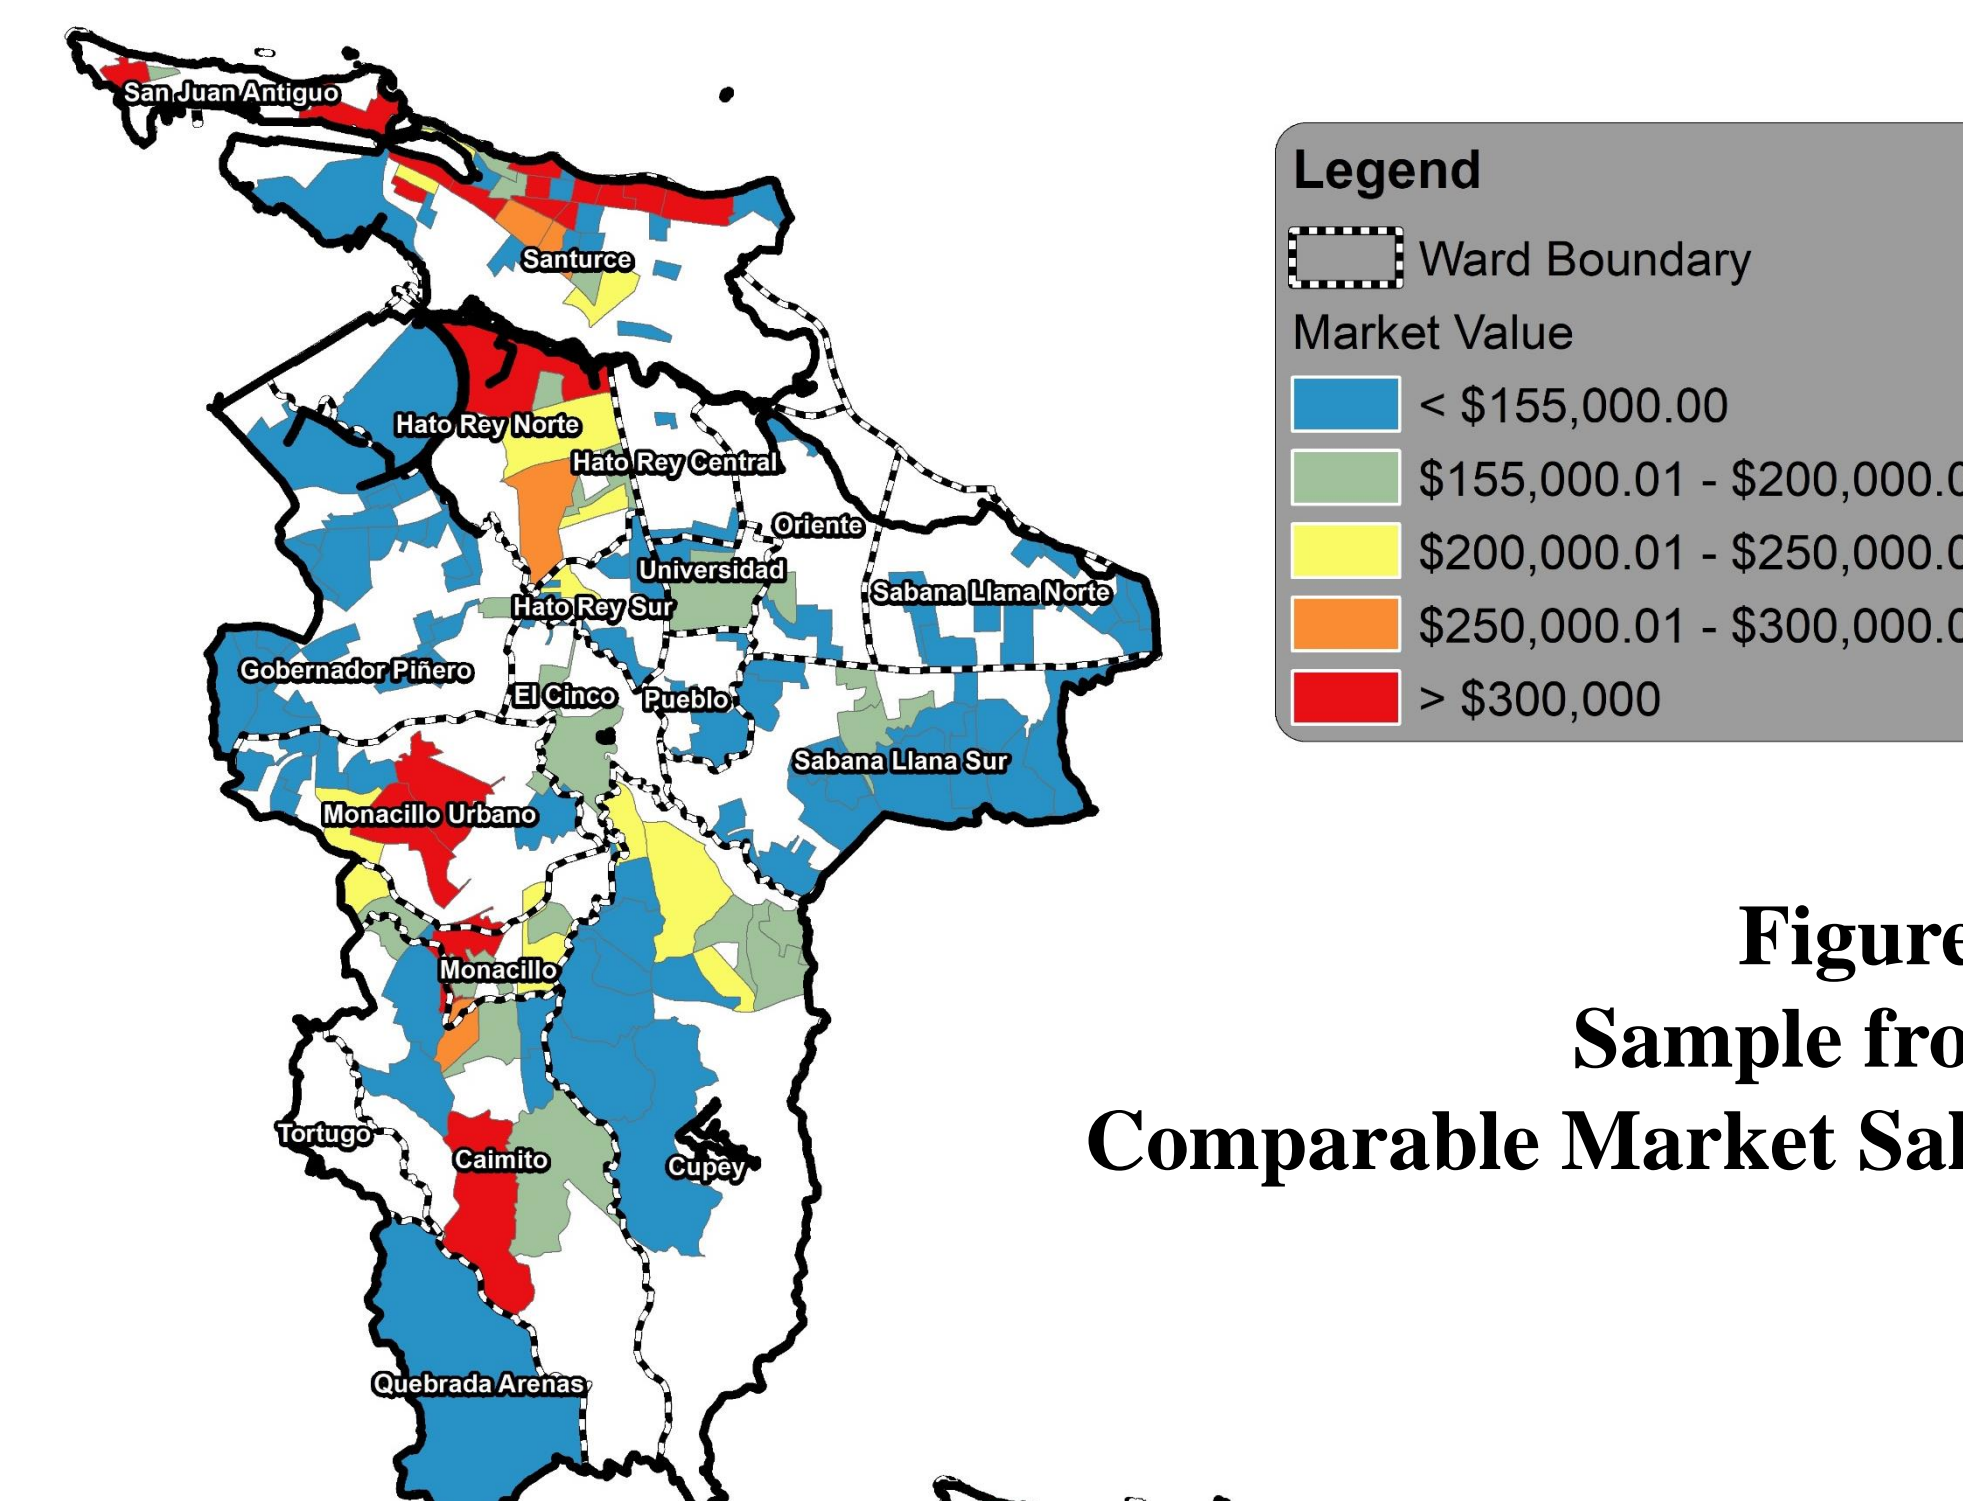 San Juan Antiguo
Legend
Ward Boundary
Santurce
Market Value
< $155,000.00
Hato Rey Norte
Hato Rey Central
$155,000.01 - $200,000.0
Oriente
$200,000.01 - $250,000.0
Universidad
Sabana Llana Norte
Hato Rey Sur
$250,000.01 - $300,000.0
Gobernador Piñero
El Cinco
Pueblo
> $300,000
Sabana Llana Sur
Monacillo Urbano
Figure
Monacillo
Sample fro
Tortugo
Comparable Market Sal
Caimito
Cupey
Quebrada Arenas